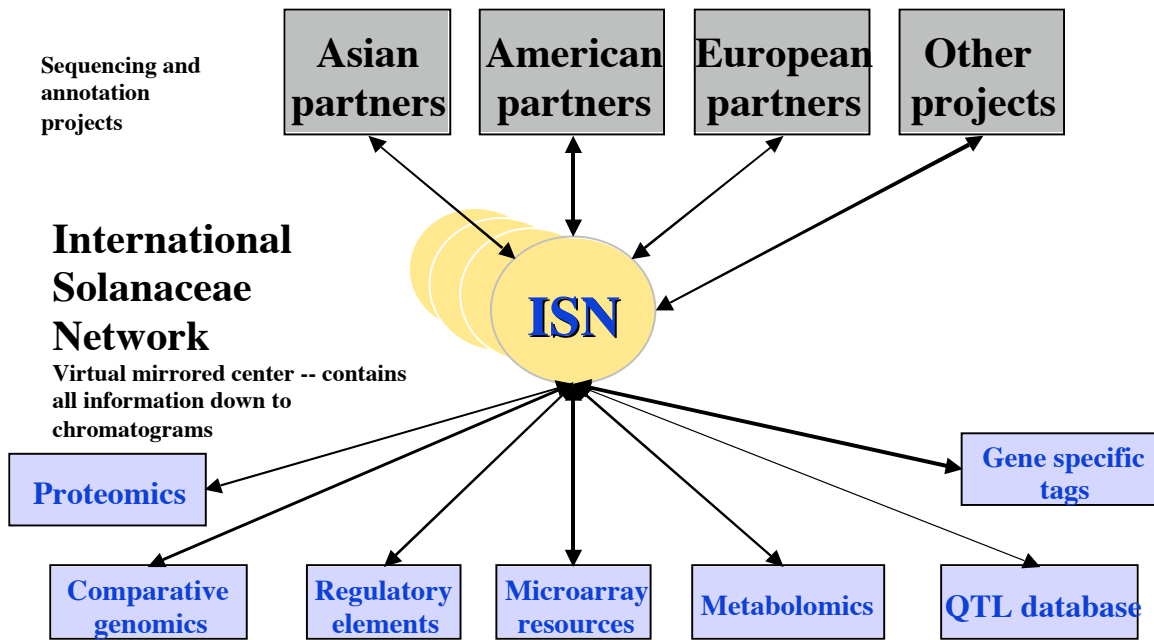 Sequencing and
annotation
projects
Asian
partners
American
partners
European
partners
Other
projects
International
Solanaceae
Network
Virtual mirrored center -- contains
all information down to
chromatograms
ISN
Proteomics
Gene specific
tags
Comparative
genomics
Regulatory
elements
Microarray
resources
Metabolomics
QTL database